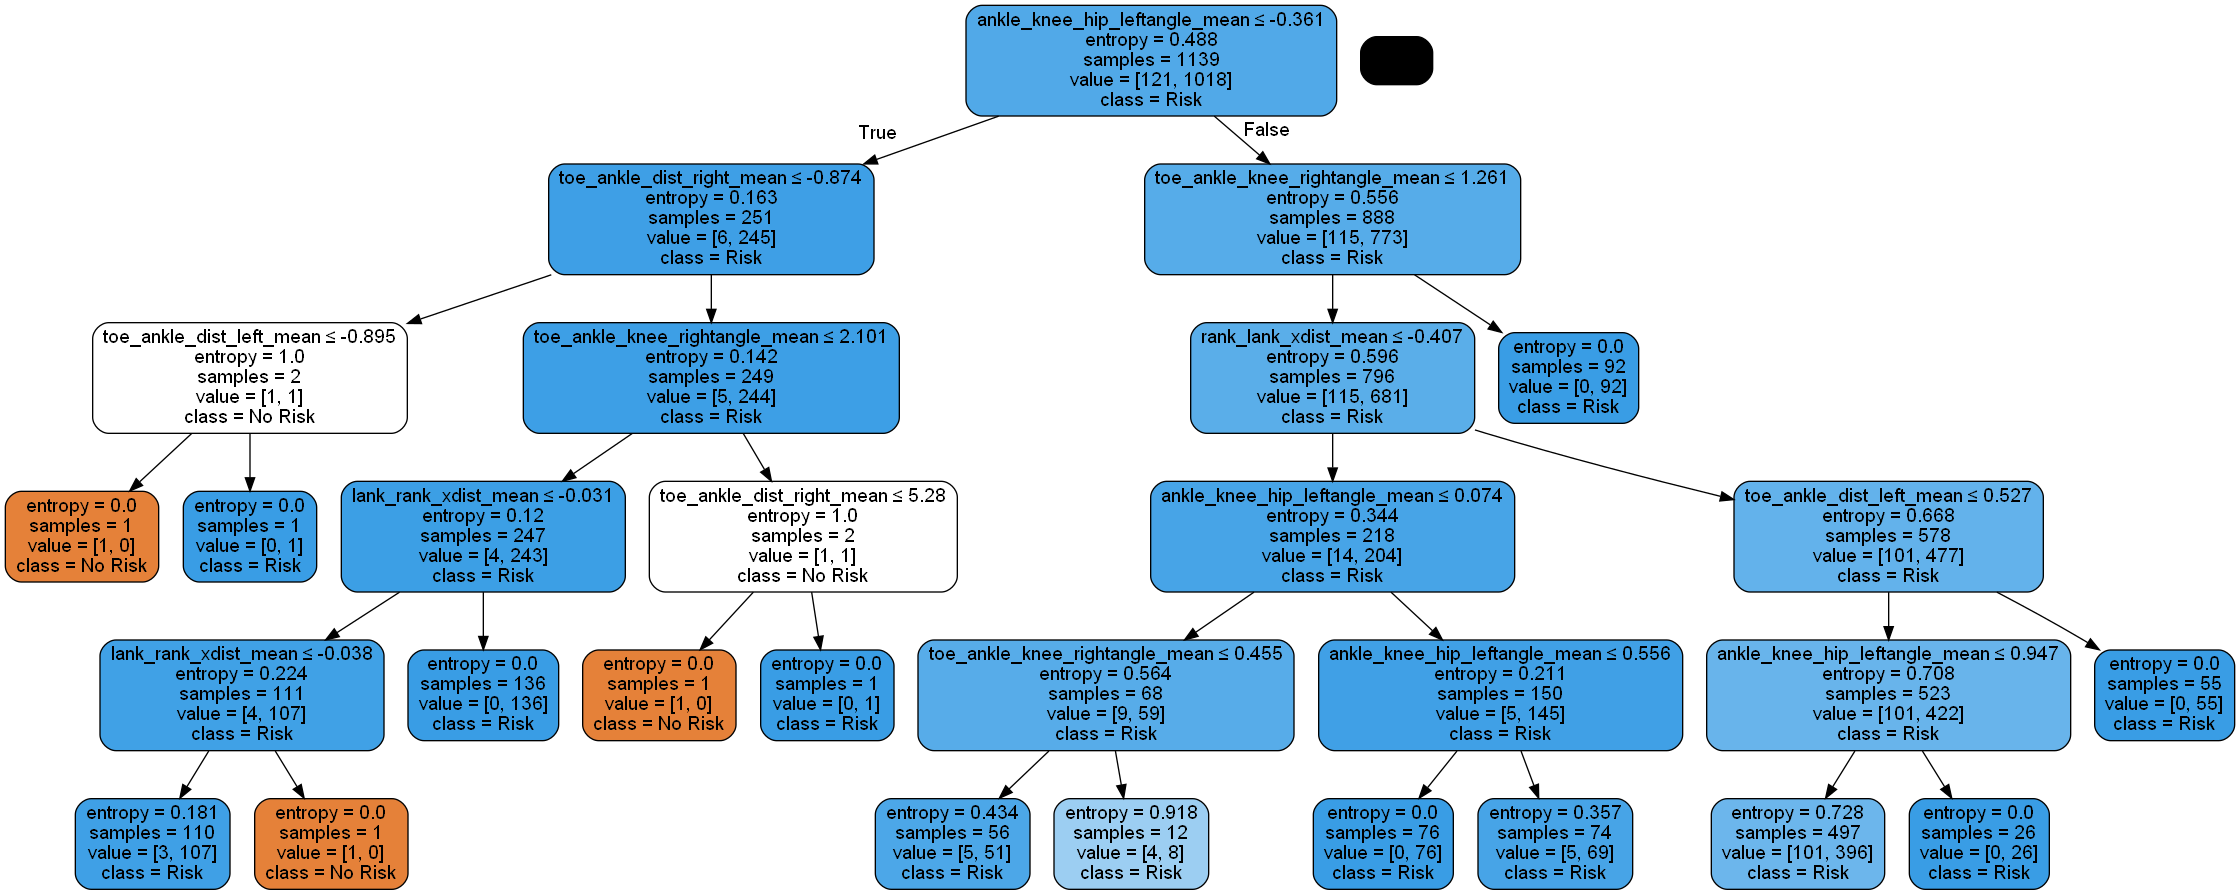 ankle_knee_hip_leftangle_mean ≤ -0.361
entropy = 0.488
samples = 1139
value = [121, 1018]
class = Risk
True
False
toe_ankle_dist_right_mean ≤ -0.874
entropy = 0.163
samples = 251
value = [6, 245]
class = Risk
toe_ankle_knee_rightangle_mean ≤ 1.261
entropy = 0.556
samples = 888
value = [115, 773]
class = Risk
toe_ankle_dist_left_mean ≤ -0.895
entropy = 1.0
samples = 2
value = [1, 1]
class = No Risk
toe_ankle_knee_rightangle_mean ≤ 2.101
entropy = 0.142
samples = 249
value = [5, 244]
class = Risk
rank_lank_xdist_mean ≤ -0.407
entropy = 0.596
samples = 796
value = [115, 681]
class = Risk
entropy = 0.0
samples = 92
value = [0, 92]
class = Risk
entropy = 0.0
samples = 1
value = [1, 0]
class = No Risk
entropy = 0.0
samples = 1
value = [0, 1]
class = Risk
lank_rank_xdist_mean ≤ -0.031
entropy = 0.12
samples = 247
value = [4, 243]
class = Risk
toe_ankle_dist_right_mean ≤ 5.28
entropy = 1.0
samples = 2
value = [1, 1]
class = No Risk
ankle_knee_hip_leftangle_mean ≤ 0.074
entropy = 0.344
samples = 218
value = [14, 204]
class = Risk
toe_ankle_dist_left_mean ≤ 0.527
entropy = 0.668
samples = 578
value = [101, 477]
class = Risk
lank_rank_xdist_mean ≤ -0.038
entropy = 0.224
samples = 111
value = [4, 107]
class = Risk
entropy = 0.0
samples = 136
value = [0, 136]
class = Risk
entropy = 0.0
samples = 1
value = [1, 0]
class = No Risk
entropy = 0.0
samples = 1
value = [0, 1]
class = Risk
toe_ankle_knee_rightangle_mean ≤ 0.455
entropy = 0.564
samples = 68
value = [9, 59]
class = Risk
ankle_knee_hip_leftangle_mean ≤ 0.556
entropy = 0.211
samples = 150
value = [5, 145]
class = Risk
ankle_knee_hip_leftangle_mean ≤ 0.947
entropy = 0.708
samples = 523
value = [101, 422]
class = Risk
entropy = 0.0
samples = 55
value = [0, 55]
class = Risk
entropy = 0.181
samples = 110
value = [3, 107]
class = Risk
entropy = 0.0
samples = 1
value = [1, 0]
class = No Risk
entropy = 0.434
samples = 56
value = [5, 51]
class = Risk
entropy = 0.918
samples = 12
value = [4, 8]
class = Risk
entropy = 0.0
samples = 76
value = [0, 76]
class = Risk
entropy = 0.357
samples = 74
value = [5, 69]
class = Risk
entropy = 0.728
samples = 497
value = [101, 396]
class = Risk
entropy = 0.0
samples = 26
value = [0, 26]
class = Risk